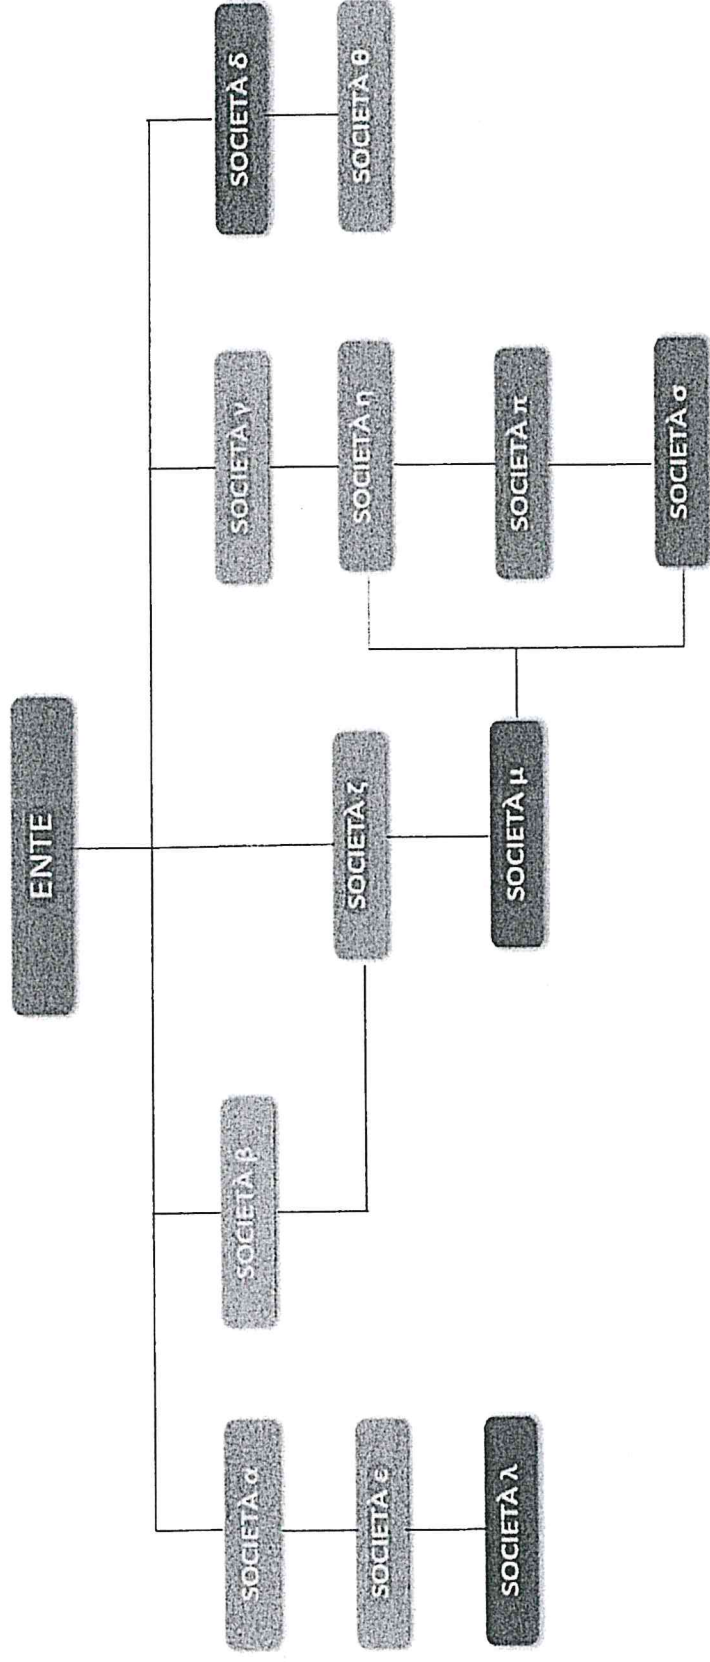 ENTE
SOCIETÀ α
SOCIETÀ β
SOCIETÀ γ
SOCIETÀ δ
SOCIETÀ ε
SOCIETÀ ζ
SOCIETÀ η
SOCIETÀ θ
SOCIETÀ λ
SOCIETÀ μ
SOCIETÀ π
SOCIETÀ σ